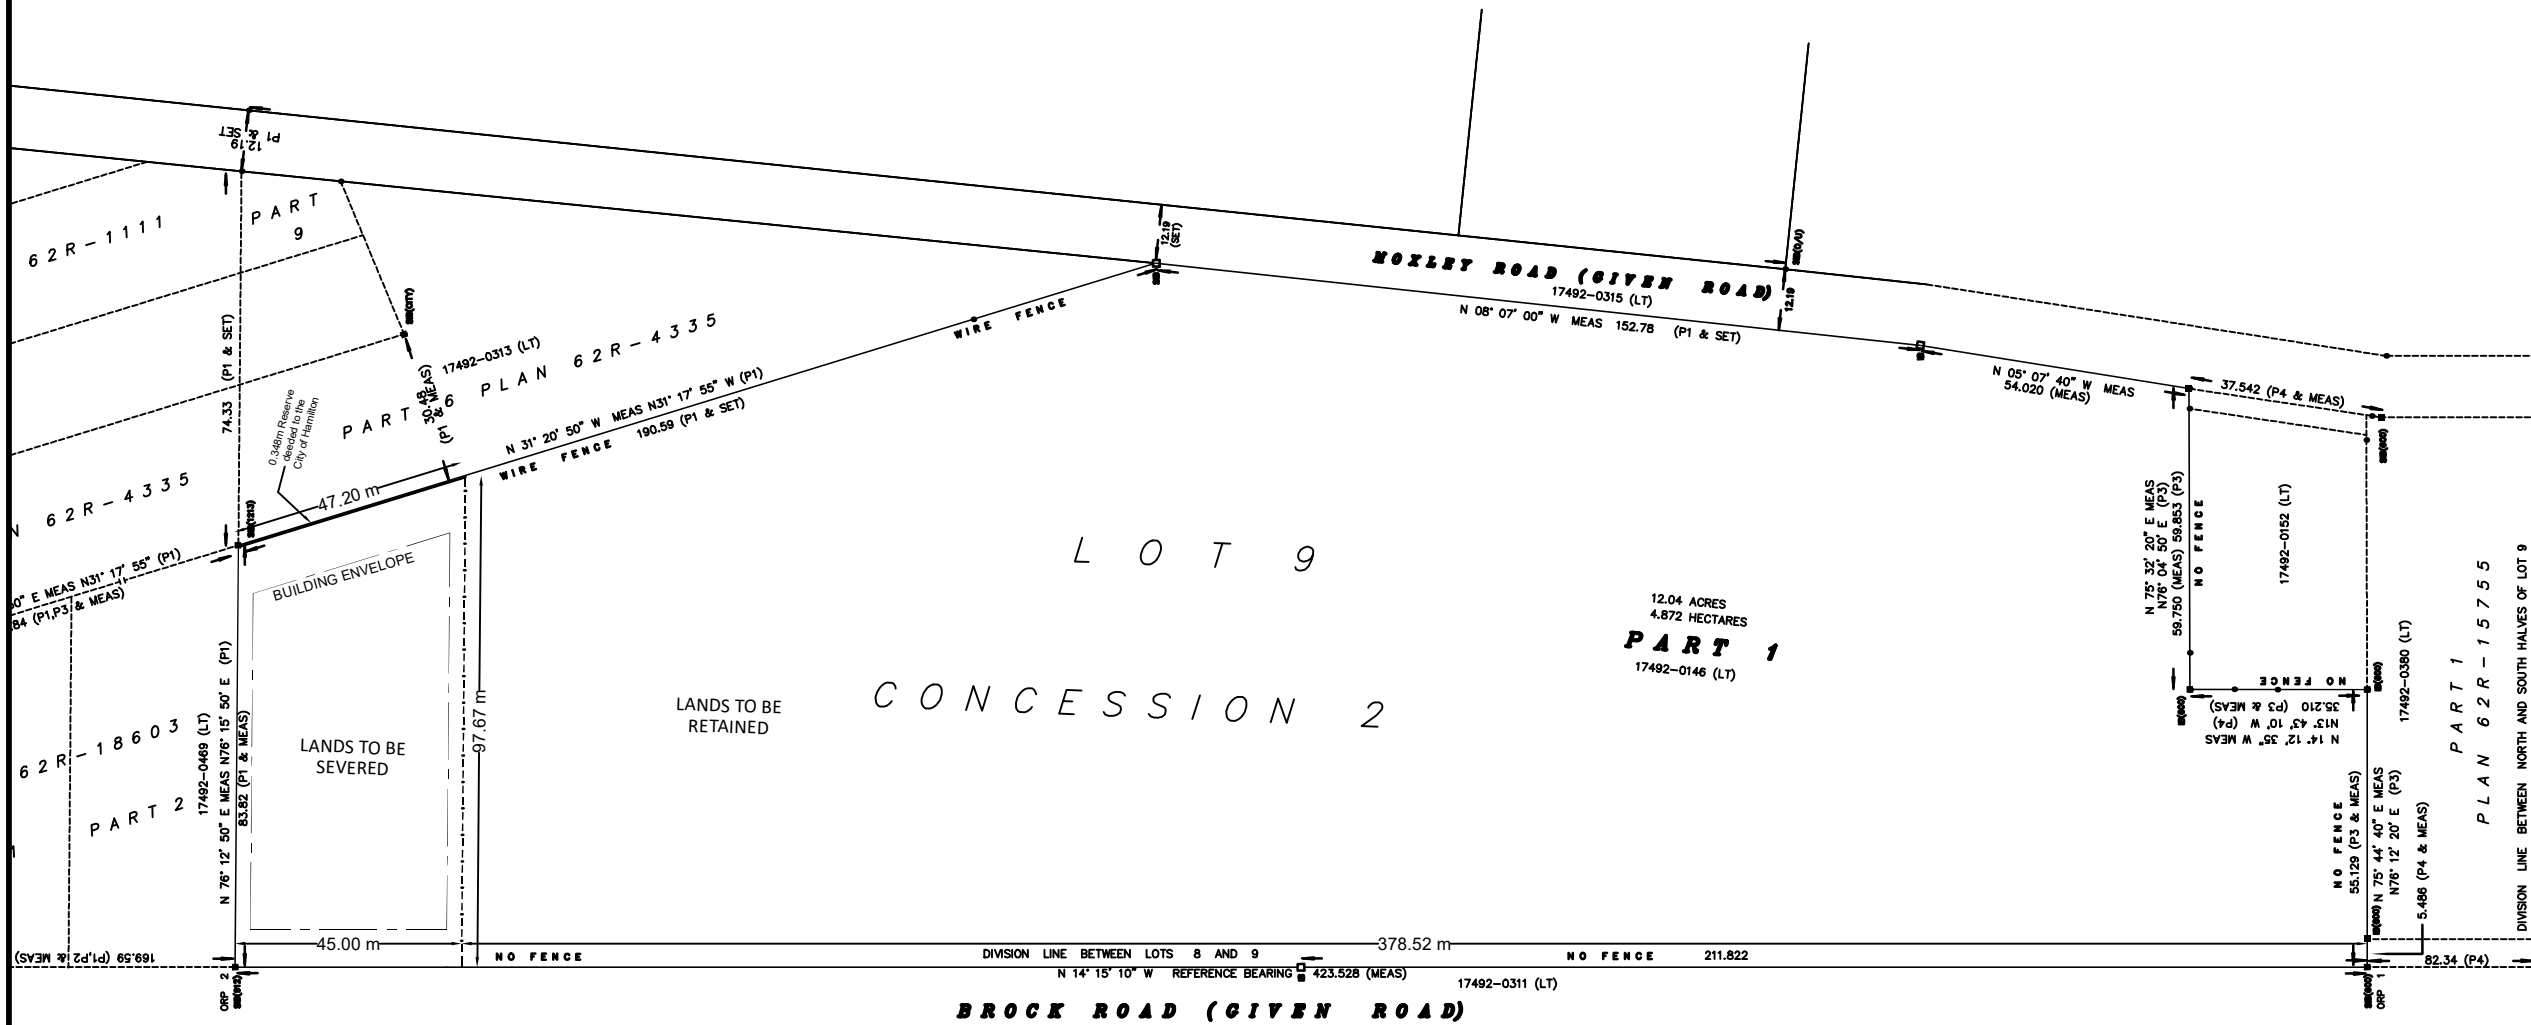 12.19
P1 & SET
62R-1111
PART
9
74.33 (P1 & SET)
0.348m Reserve
deeded to the
City of Hamilton
SIB(CITY)
30.48
(P1 & MEAS)
17492-0313 (LT)
PART 6 PLAN 62R-4335
N 31° 20' 50" W MEAS N31° 17' 55" W (P1)
WIRE FENCE 190.59 (P1 & SET)
WIRE FENCE
12.19
(SET)
MOXLEY ROAD (GIVEN ROAD)
17492-0315 (LT)
N 08° 07' 00" W MEAS 152.78 (P1 & SET)
12.19
N 05° 07' 40" W MEAS
54.020 (MEAS)
37.542 (P4 & MEAS)
N 62R-4335
47.20 m
SIB(1213)
0" E MEAS N31° 17' 55" (P1)
84 (P1,P3 & MEAS)
BUILDING ENVELOPE
LOT 9
CONCESSION 2
12.04 ACRES
4.872 HECTARES
PART 1
17492-0146 (LT)
LANDS TO BE
RETAINED
LANDS TO BE
SEVERED
97.67 m
62R-18603
PART 2
17492-0469 (LT)
N 76° 12' 50" E MEAS N76° 15' 50" E (P1)
83.82 (P1 & MEAS)
N 75° 32' 20" E MEAS
N76° 04' 50" E (P3)
59.750 (MEAS) 59.853 (P3)
NO FENCE
17492-0152 (LT)
NO FENCE
35.210 (P3 & MEAS)
N13° 43' 10" W (P4)
N 14° 12' 35" W MEAS
17492-0380 (LT)
PART 1
PLAN 62R-15755
DIVISION LINE BETWEEN NORTH AND SOUTH HALVES OF LOT 9
NO FENCE
55.129 (P3 & MEAS)
N 75° 44' 40" E MEAS
N76° 12' 20" E (P3)
5.486 (P4 & MEAS)
45.00 m
378.52 m
169.59 (P1,P2 & MEAS)
NO FENCE
DIVISION LINE BETWEEN LOTS 8 AND 9
NO FENCE 211.822
82.34 (P4)
N 14° 15' 10" W REFERENCE BEARING 423.528 (MEAS)
17492-0311 (LT)
ORP 2
SIB(912)
ORP 1
BROCK ROAD (GIVEN ROAD)